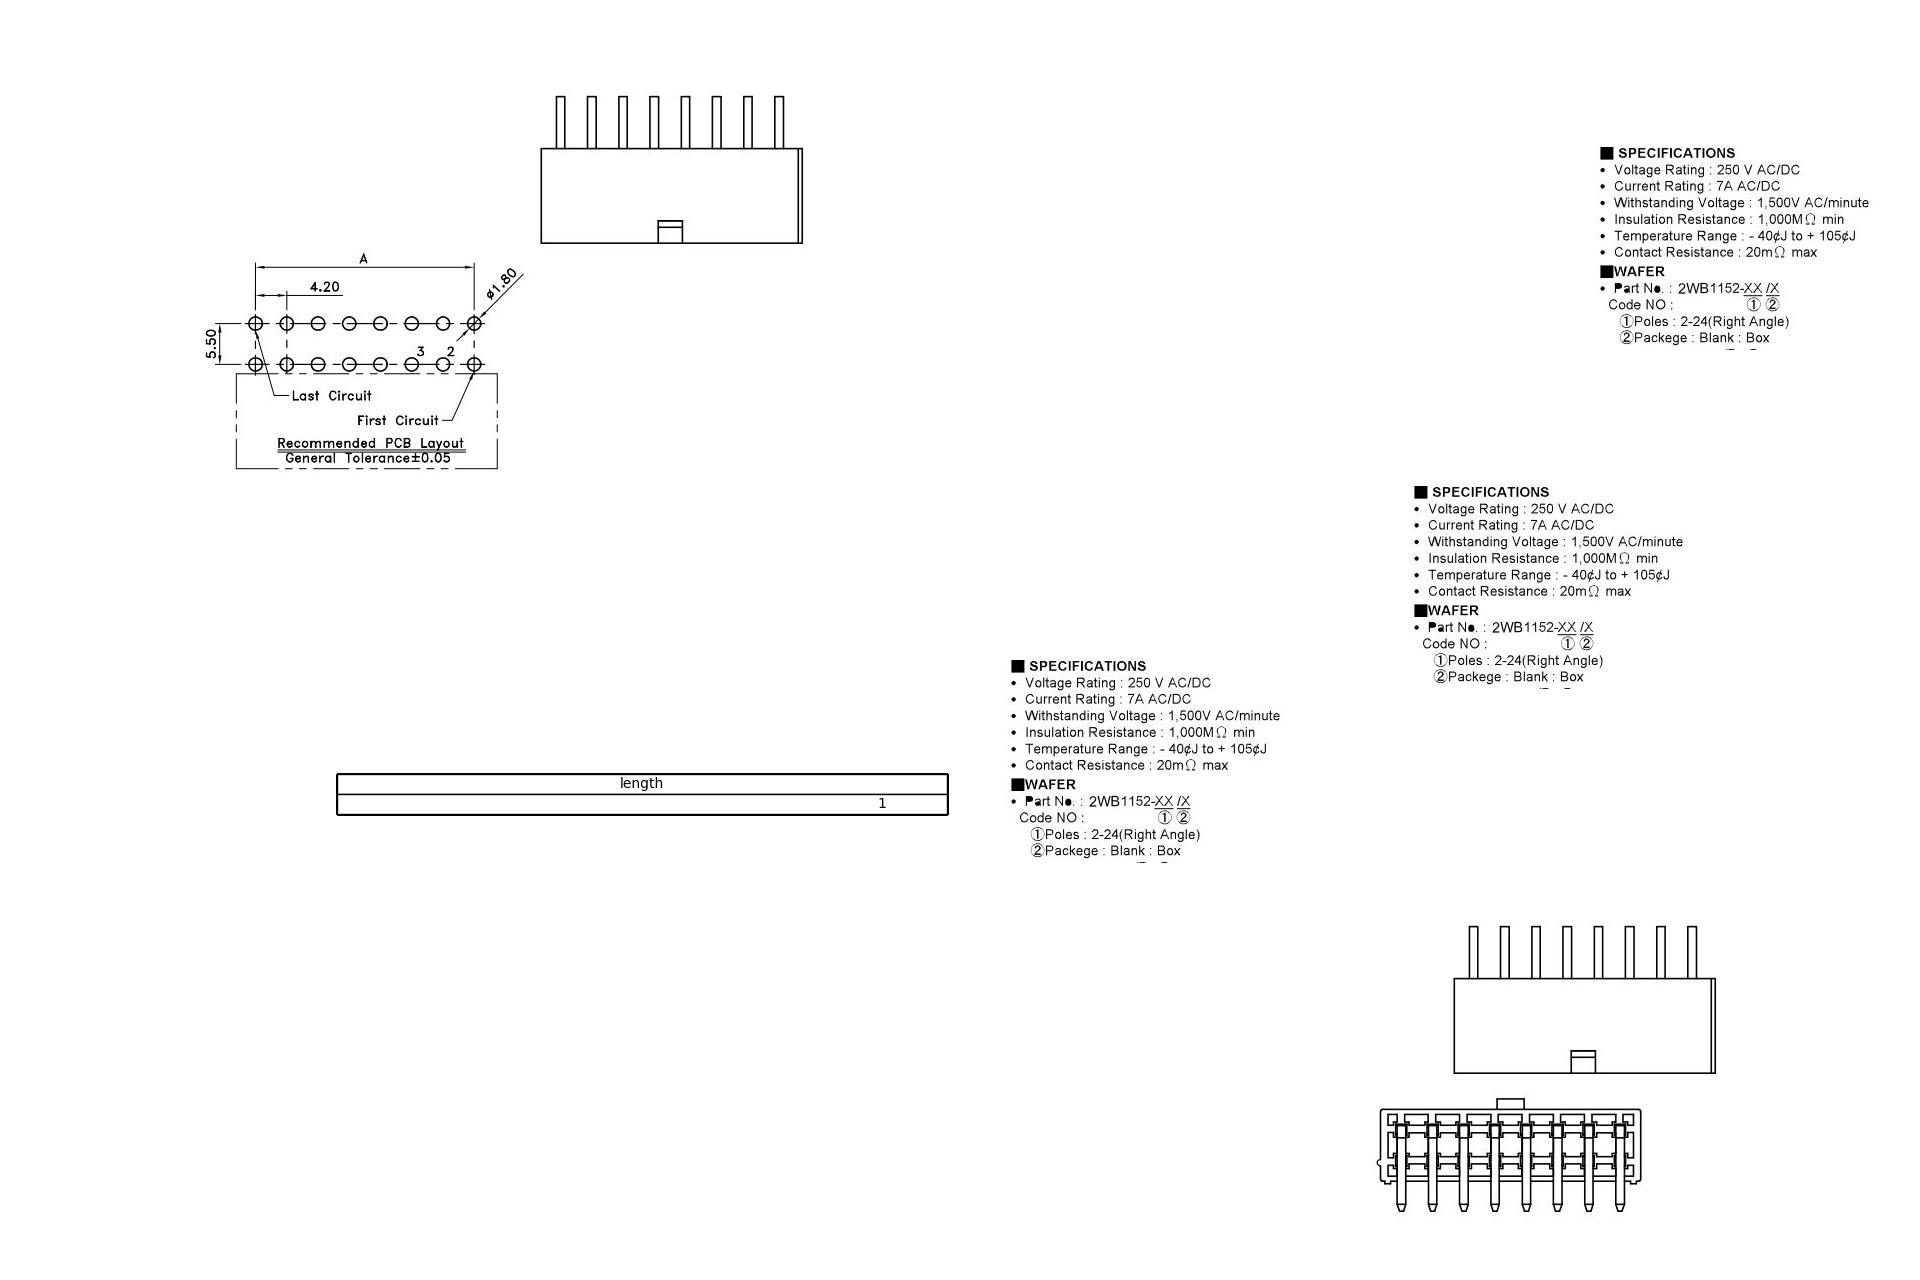 ■ SPECIFICATIONS
• Voltage Rating : 250 V AC/DC
• Current Rating : 7A AC/DC
• Withstanding Voltage : 1,500V AC/minute
• Insulation Resistance : 1,000MΩ min
• Temperature Range : - 40¢J to + 105¢J
• Contact Resistance : 20mΩ max
■WAFER
• Part No. : 2WB1152-XX /X
Code NO : ① ②
①Poles : 2-24(Right Angle)
②Packege : Blank : Box
A
4.20
ø1.80
5.50
3 2
Last Circuit
First Circuit
Recommended PCB Layout
General Tolerance±0.05
■ SPECIFICATIONS
• Voltage Rating : 250 V AC/DC
• Current Rating : 7A AC/DC
• Withstanding Voltage : 1,500V AC/minute
• Insulation Resistance : 1,000MΩ min
• Temperature Range : - 40¢J to + 105¢J
• Contact Resistance : 20mΩ max
■WAFER
• Part No. : 2WB1152-XX /X
Code NO : ① ②
①Poles : 2-24(Right Angle)
②Packege : Blank : Box
■ SPECIFICATIONS
• Voltage Rating : 250 V AC/DC
• Current Rating : 7A AC/DC
• Withstanding Voltage : 1,500V AC/minute
• Insulation Resistance : 1,000MΩ min
• Temperature Range : - 40¢J to + 105¢J
• Contact Resistance : 20mΩ max
■WAFER
• Part No. : 2WB1152-XX /X
Code NO : ① ②
①Poles : 2-24(Right Angle)
②Packege : Blank : Box
length
1